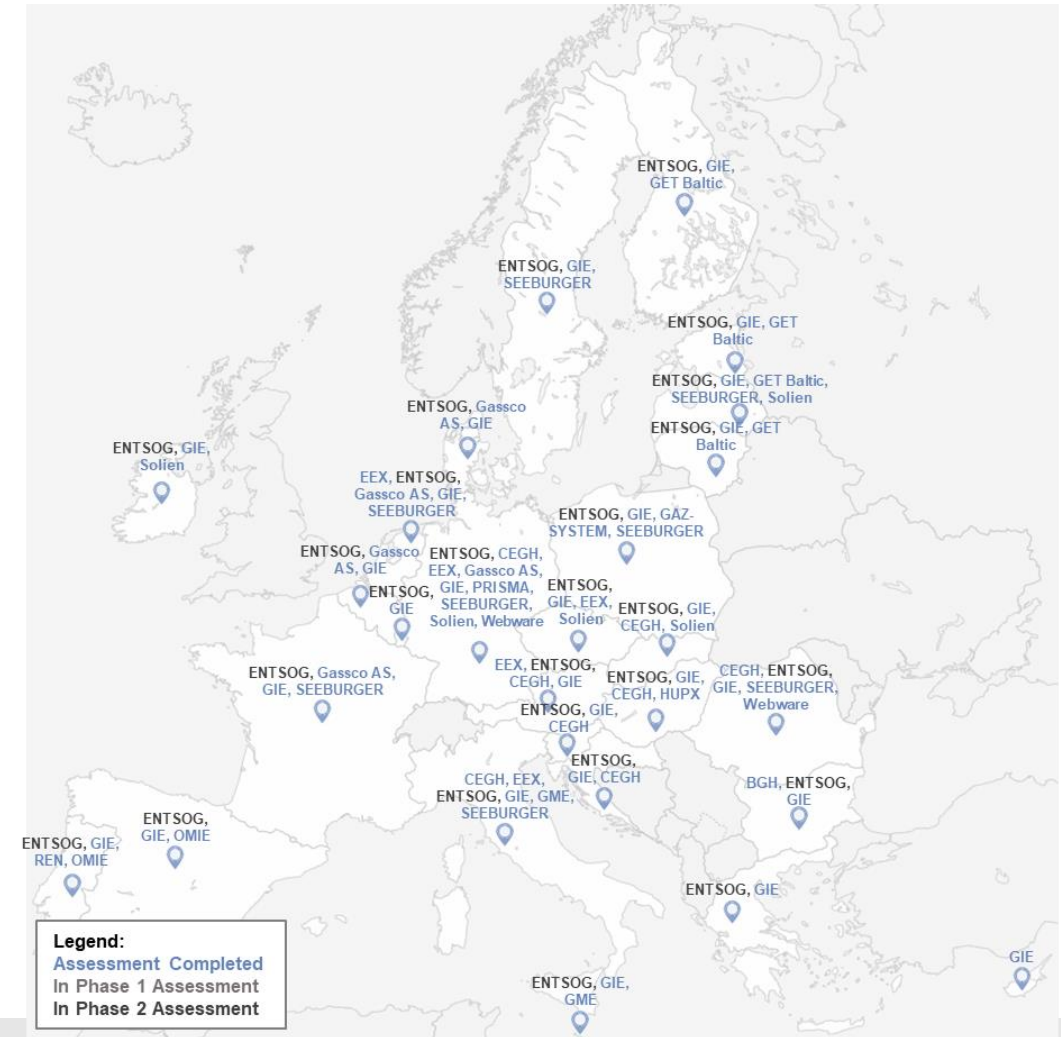 ENTSOG, GIE,
GET Baltic
ENTSOG, GIE,
SEEBURGER
ENTSOG, GIE, GET
Baltic
ENTSOG, GIE, GET Baltic,
SEEBURGER, Solien
ENTSOG, GIE, GET
Baltic
ENTSOG, Gassco
AS, GIE
ENTSOG, GIE,
Solien
EEX, ENTSOG,
Gassco AS, GIE,
SEEBURGER
ENTSOG, GIE, GAZ-
SYSTEM, SEEBURGER
ENTSOG, Gassco
AS, GIE
ENTSOG, CEGH,
EEX, Gassco AS,
GIE, PRISMA,
SEEBURGER,
Solien, Webware
ENTSOG,
GIE
ENTSOG,
GIE, EEX,
Solien
ENTSOG, GIE,
CEGH, Solien
ENTSOG, Gassco AS,
GIE, SEEBURGER
EEX, ENTSOG,
CEGH, GIE
ENTSOG, GIE,
CEGH, HUPX
CEGH, ENTSOG,
GIE, SEEBURGER,
Webware
ENTSOG, GIE,
CEGH
ENTSOG,
GIE, CEGH
CEGH, EEX,
ENTSOG, GIE, GME,
SEEBURGER
BGH, ENTSOG,
GIE
ENTSOG,
GIE, OMIE
ENTSOG, GIE,
REN, OMIE
ENTSOG, GIE
GIE
ENTSOG, GIE,
GME
Legend:
Assessment Completed
In Phase 1 Assessment
In Phase 2 Assessment